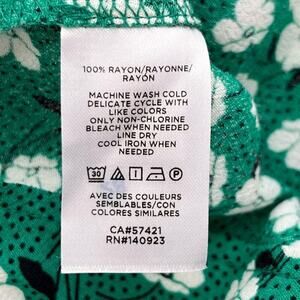 100% RAYON/RAYONNE/
RAYÓN
MACHINE WASH COLD
DELICATE CYCLE WITH
LIKE COLORS
ONLY NON-CHLORINE
BLEACH WHEN NEEDED
LINE DRY
COOL IRON WHEN
NEEDED
30
AVEC DES COULEURS
SEMBLABLES/CON
COLORES SIMILARES
CA#57421
RN#140923